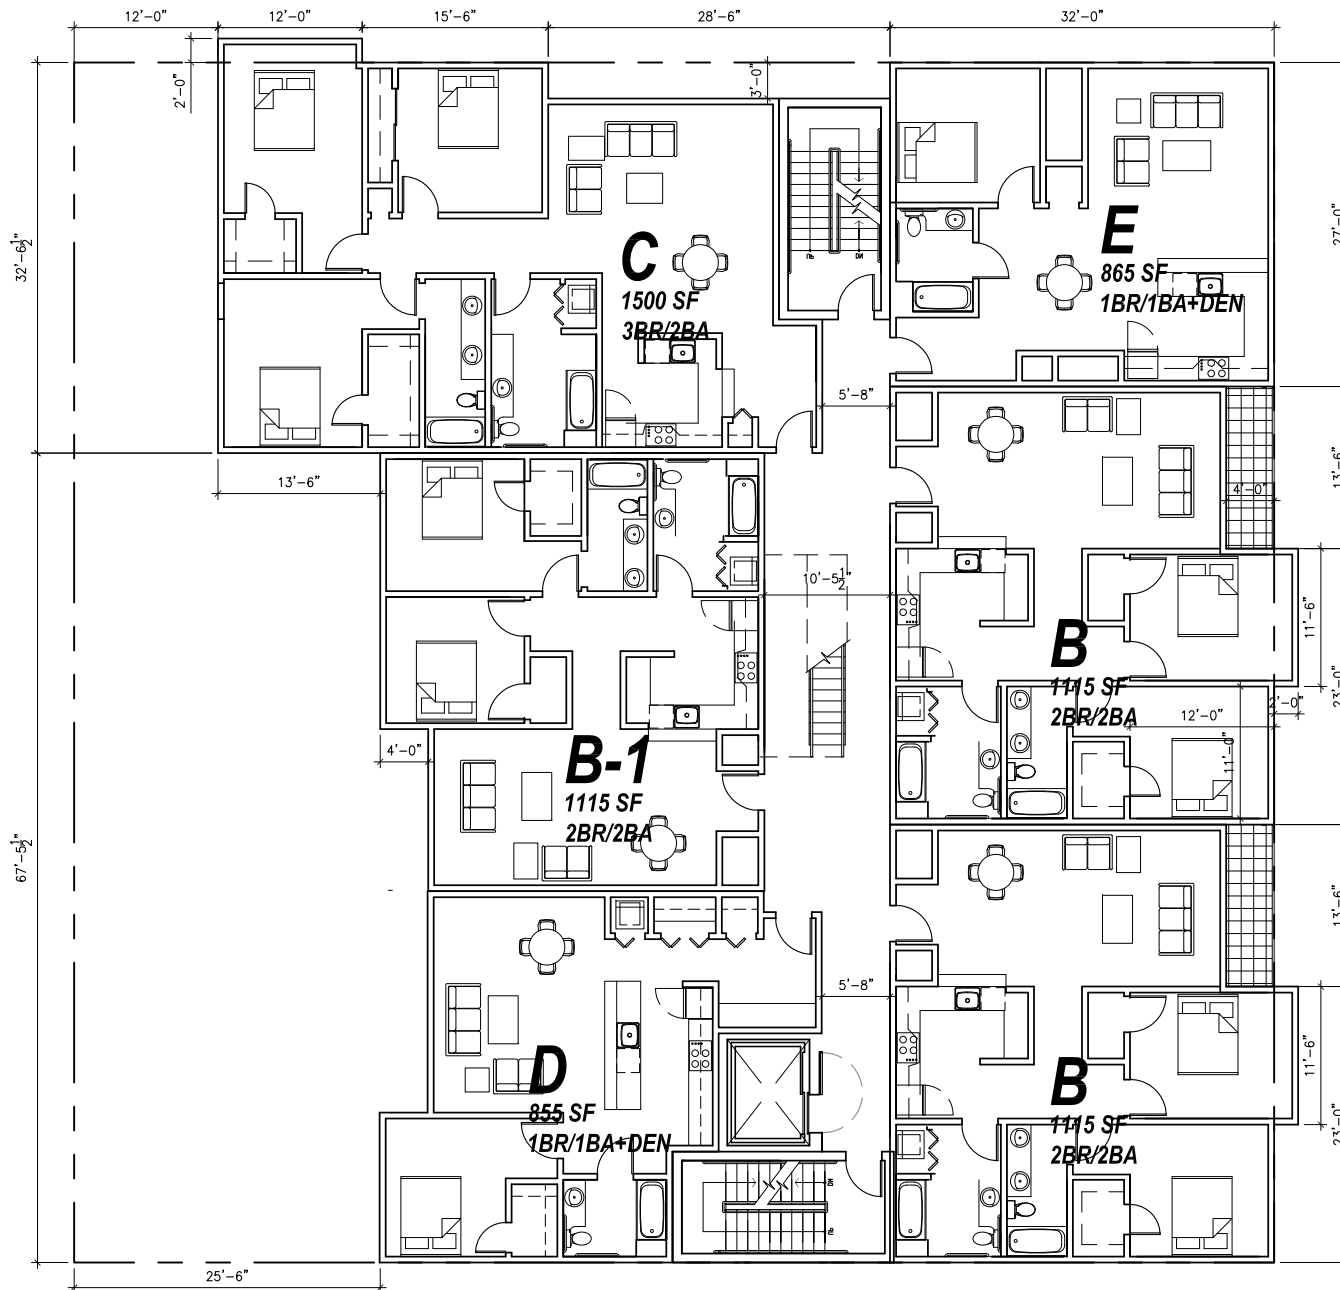 12'-0" 12'-0" 15'-6" 28'-6" 32'-0"
2'-0"
3'-0"
32'-6½"
27'-0"
C
1500 SF
3BR/2BA
UP DN
E
865 SF
1BR/1BA+DEN
5'-8"
13'-6"
13'-6"
4'-0"
10'-5½"
11'-6"
B
1115 SF
2BR/2BA
23'-0"
2'-0"
12'-0"
11'-0"
4'-0"
B-1
1115 SF
2BR/2BA
67'-5½"
13'-6"
5'-8"
11'-6"
D
855 SF
1BR/1BA+DEN
B
1115 SF
2BR/2BA
23'-0"
DN
UP
25'-6"